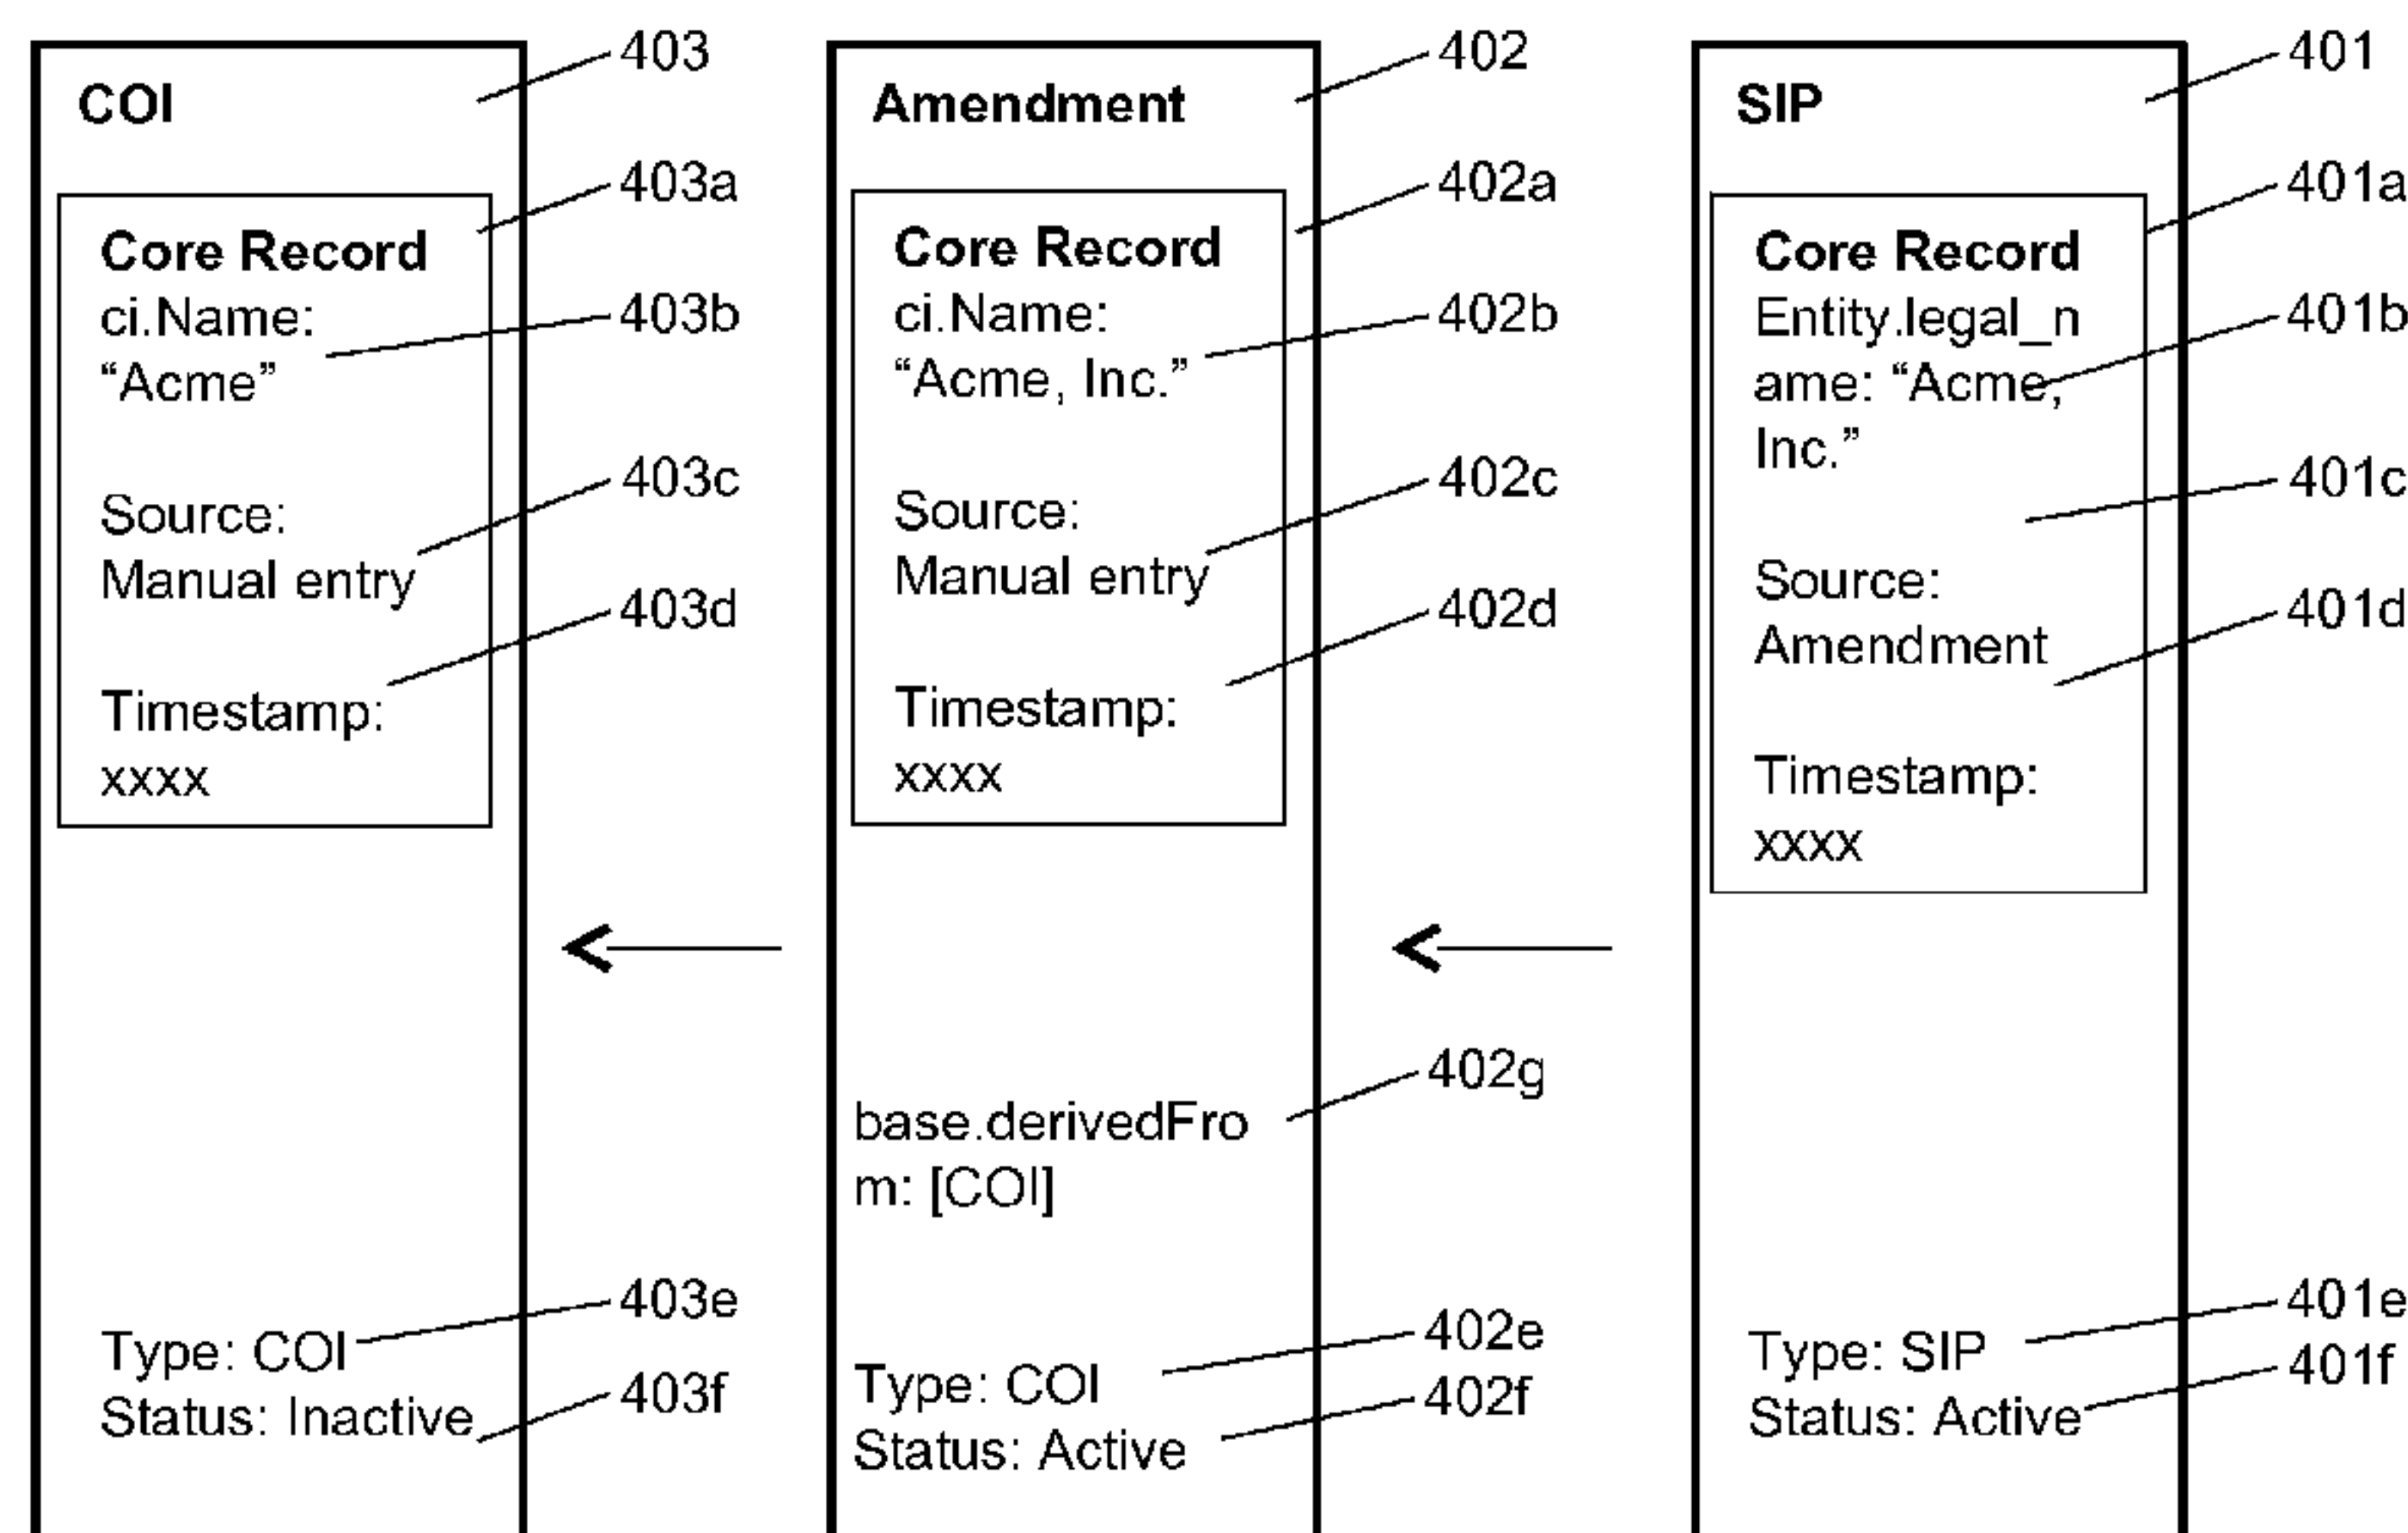 COI
403
Core Record
403a
ci.Name:
403b
“Acme”
Source:
403c
Manual entry
403d
Timestamp:
xxxx
Type: COI
403e
Status: Inactive
403f
Amendment
402
Core Record
402a
ci.Name:
402b
“Acme, Inc.”
Source:
402c
Manual entry
402d
Timestamp:
xxxx
base.derivedFro
402g
m: [COI]
Type: COI
402e
Status: Active
402f
SIP
401
Core Record
401a
Entity.legal_n
401b
ame: “Acme,
Inc.”
401c
Source:
Amendment
401d
Timestamp:
xxxx
Type: SIP
401e
Status: Active
401f